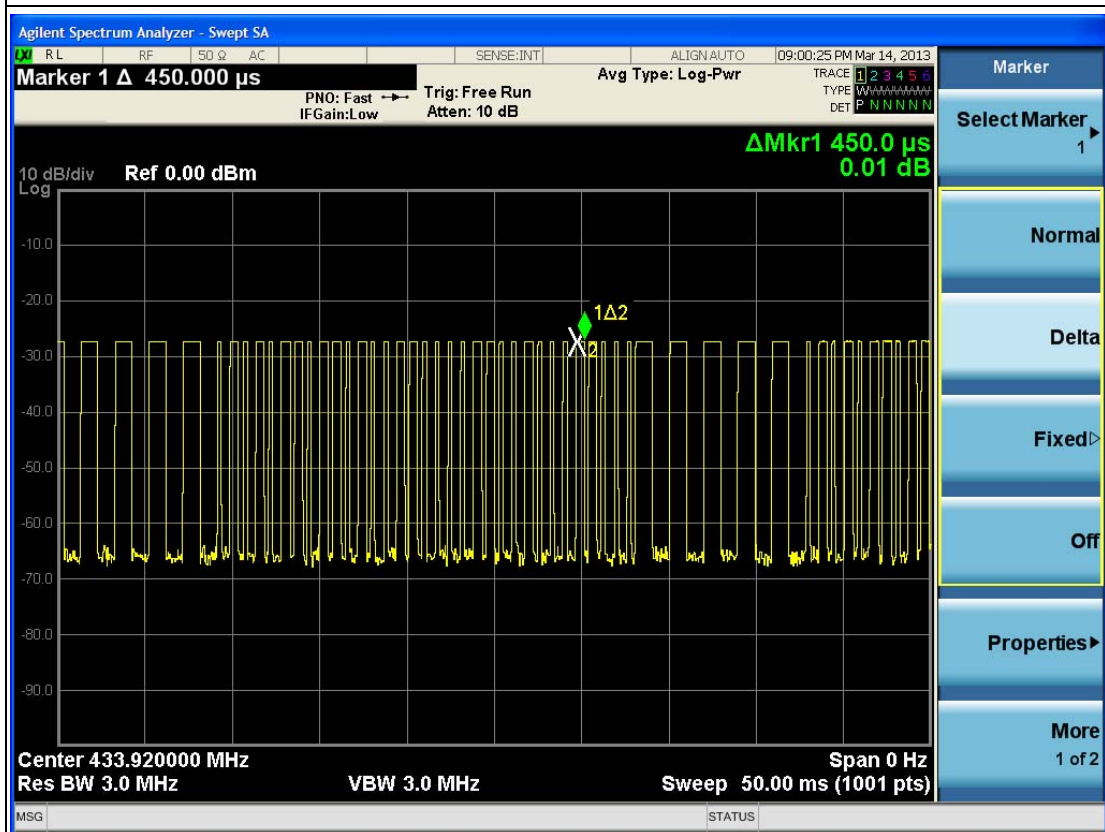 Agilent Spectrum Analyzer - Swept SA
LXI RL RF 50 Ω AC SENSE:INT ALIGN AUTO 09:00:25 PM Mar 14, 2013
Marker 1 Δ 450.000 µs
PNO: Fast
IFGain:Low
Trig: Free Run
Atten: 10 dB
Avg Type: Log-Pwr
TRACE 1 2 3 4 5 6
TYPE WWWWWW
DET P N N N N N
ΔMkr1 450.0 µs
0.01 dB
10 dB/div Ref 0.00 dBm
Log
-10.0
-20.0
-30.0
-40.0
-50.0
-60.0
-70.0
-80.0
-90.0
1Δ2
X
2
Center 433.920000 MHz Span 0 Hz
Res BW 3.0 MHz VBW 3.0 MHz Sweep 50.00 ms (1001 pts)
MSG STATUS
Marker
Select Marker
1
Normal
Delta
Fixed
Off
Properties
More
1 of 2